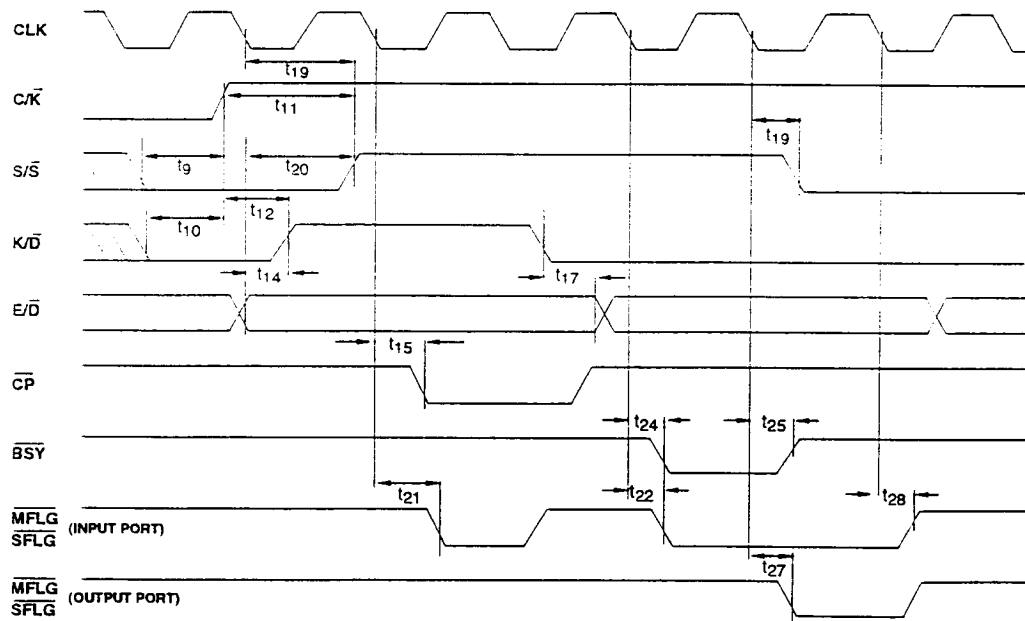 CLK
t19
C/K̅
t11
t19
S/S̅
t9
t20
t12
K/D̅
t10
t14
t17
E/D̅
t15
C̅P̅
t24
t25
B̅S̅Y̅
t21
t22
t28
M̅F̅L̅G̅
S̅F̅L̅G̅ (INPUT PORT)
t27
M̅F̅L̅G̅
S̅F̅L̅G̅ (OUTPUT PORT)